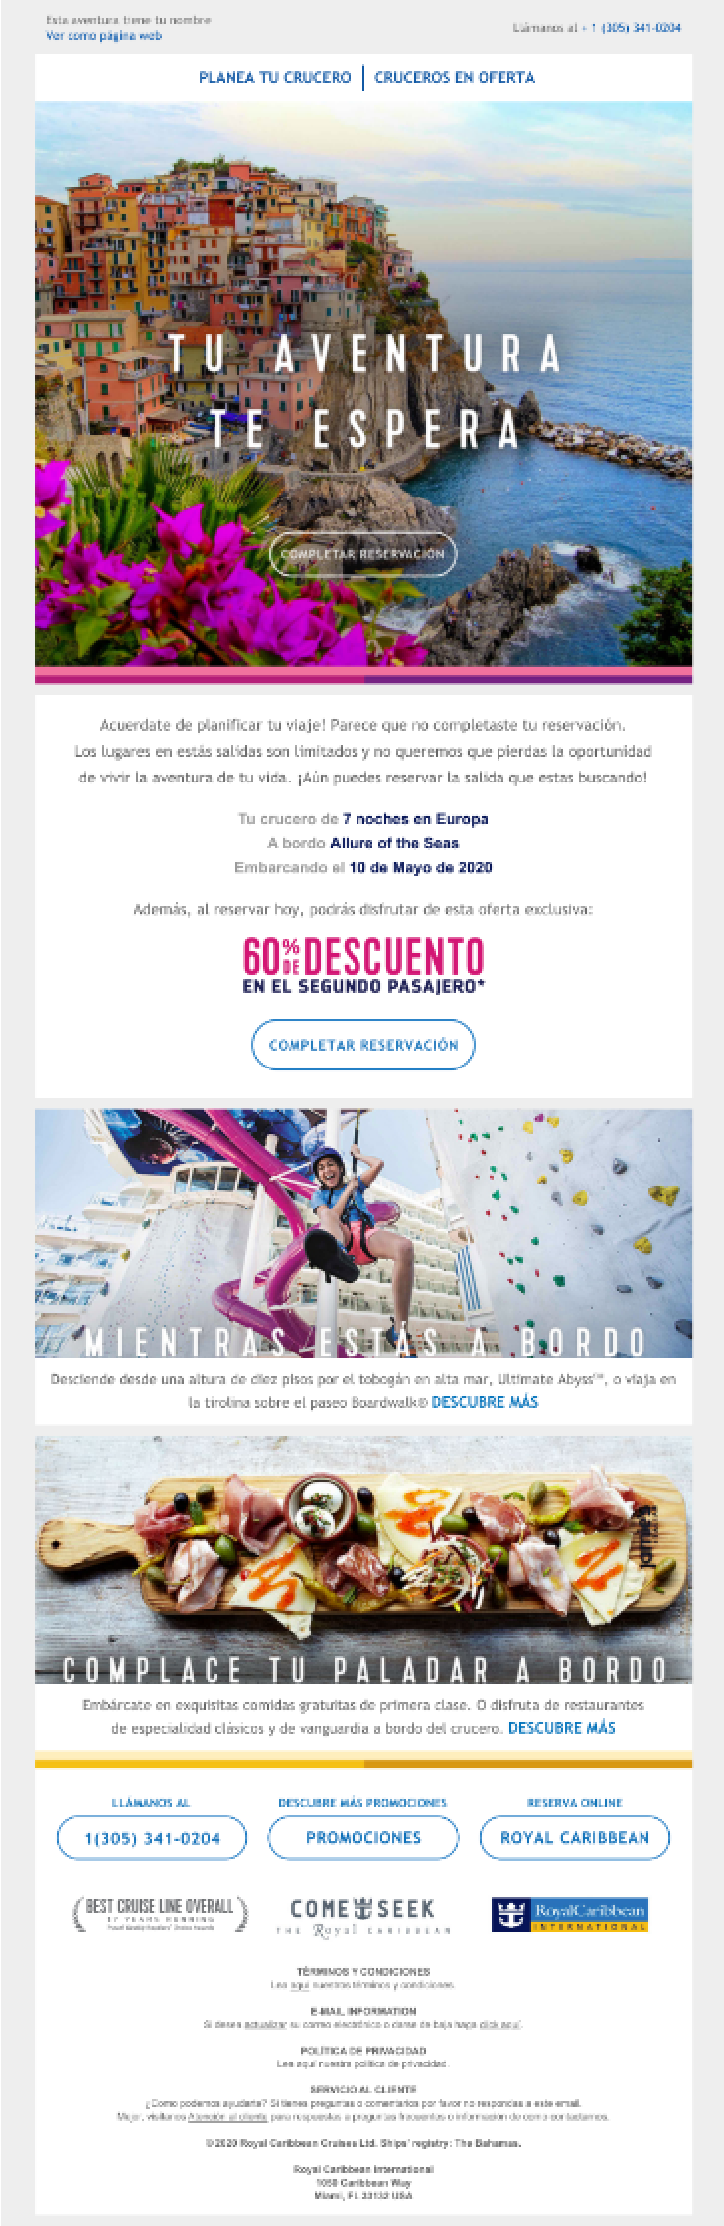 Esta aventura tiene tu nombre
Ver como página web
Llámanos al + 1 (305) 341-0204
PLANEA TU CRUCERO | CRUCEROS EN OFERTA
TU AVENTURA
TE ESPERA
COMPLETAR RESERVACIÓN
Acuerdate de planificar tu viaje! Parece que no completaste tu reservación.
Los lugares en estás salidas son limitados y no queremos que pierdas la oportunidad
de vivir la aventura de tu vida. ¡Aún puedes reservar la salida que estas buscando!
Tu crucero de 7 noches en Europa
A bordo Allure of the Seas
Embarcando el 10 de Mayo de 2020
Además, al reservar hoy, podrás disfrutar de esta oferta exclusiva:
60% DE DESCUENTO
EN EL SEGUNDO PASAJERO*
COMPLETAR RESERVACIÓN
MIENTRAS ESTÁS A BORDO
Desciende desde una altura de diez pisos por el tobogán en alta mar, Ultimate Abyss℠, o viaja en
la tirolina sobre el paseo Boardwalk® DESCUBRE MÁS
jamie's
COMPLACE TU PALADAR A BORDO
Embárcate en exquisitas comidas gratuitas de primera clase. O disfruta de restaurantes
de especialidad clásicos y de vanguardia a bordo del crucero. DESCUBRE MÁS
LLÁMANOS AL
1(305) 341-0204
DESCUBRE MÁS PROMOCIONES
PROMOCIONES
RESERVA ONLINE
ROYAL CARIBBEAN
BEST CRUISE LINE OVERALL
17 YEARS RUNNING
Travel Weekly Readers' Choice Awards
COME SEEK
THE Royal CARIBBEAN
RoyalCaribbean
INTERNATIONAL
TÉRMINOS Y CONDICIONES
Lea aquí nuestros términos y condiciones.
E-MAIL INFORMATION
Si desea actualizar su correo electrónico o darse de baja haga click aquí.
POLÍTICA DE PRIVACIDAD
Lea aquí nuestra política de privacidad.
SERVICIO AL CLIENTE
¿Como podemos ayudarte? Si tienes preguntas o comentarios por favor no respondas a este email.
Mejor, visítanos Atención al cliente para respuestas a preguntas frecuentes o información de como contactarnos.
©2020 Royal Caribbean Cruises Ltd. Ships' registry: The Bahamas.
Royal Caribbean International
1050 Caribbean Way
Miami, FL 33132 USA